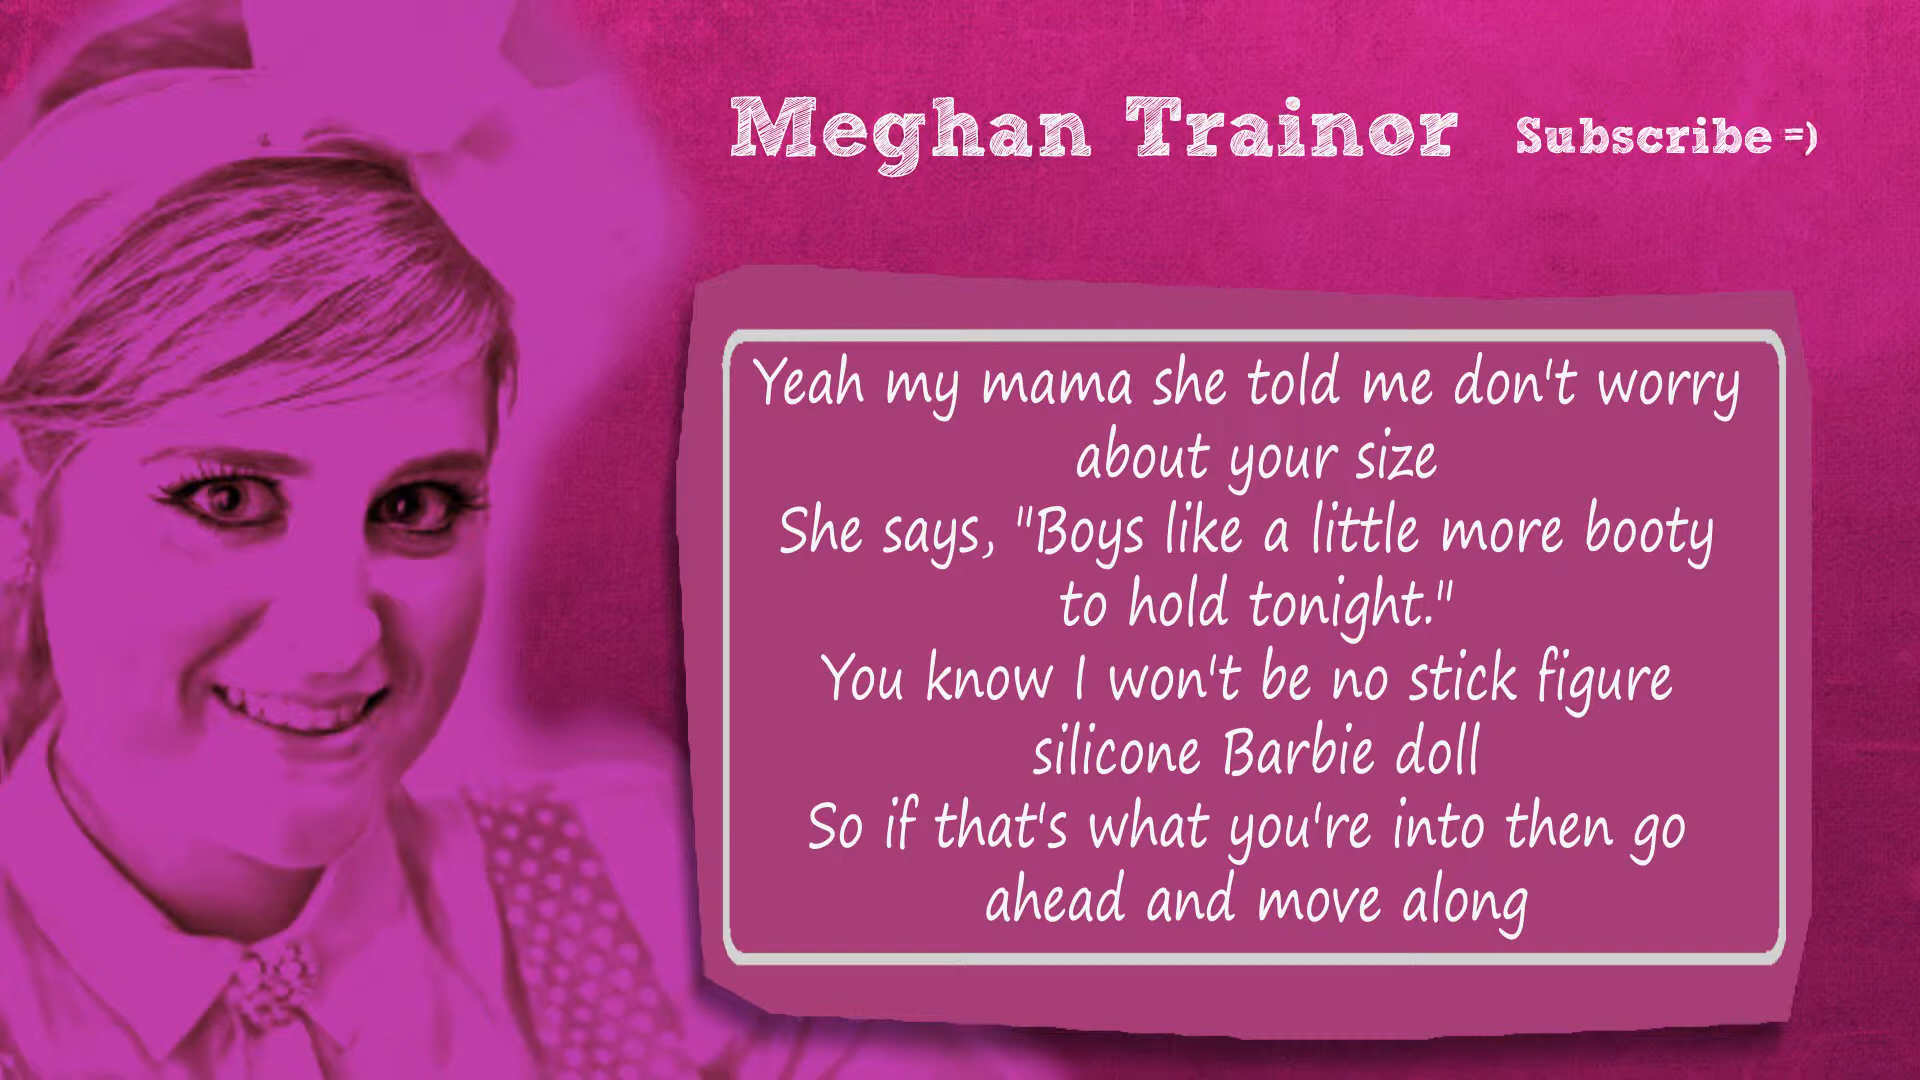 Meghan Trainor Subscribe =)
Yeah my mama she told me don't worry
about your size
She says, "Boys like a little more booty
to hold tonight."
You know I won't be no stick figure
silicone Barbie doll
So if that's what you're into then go
ahead and move along